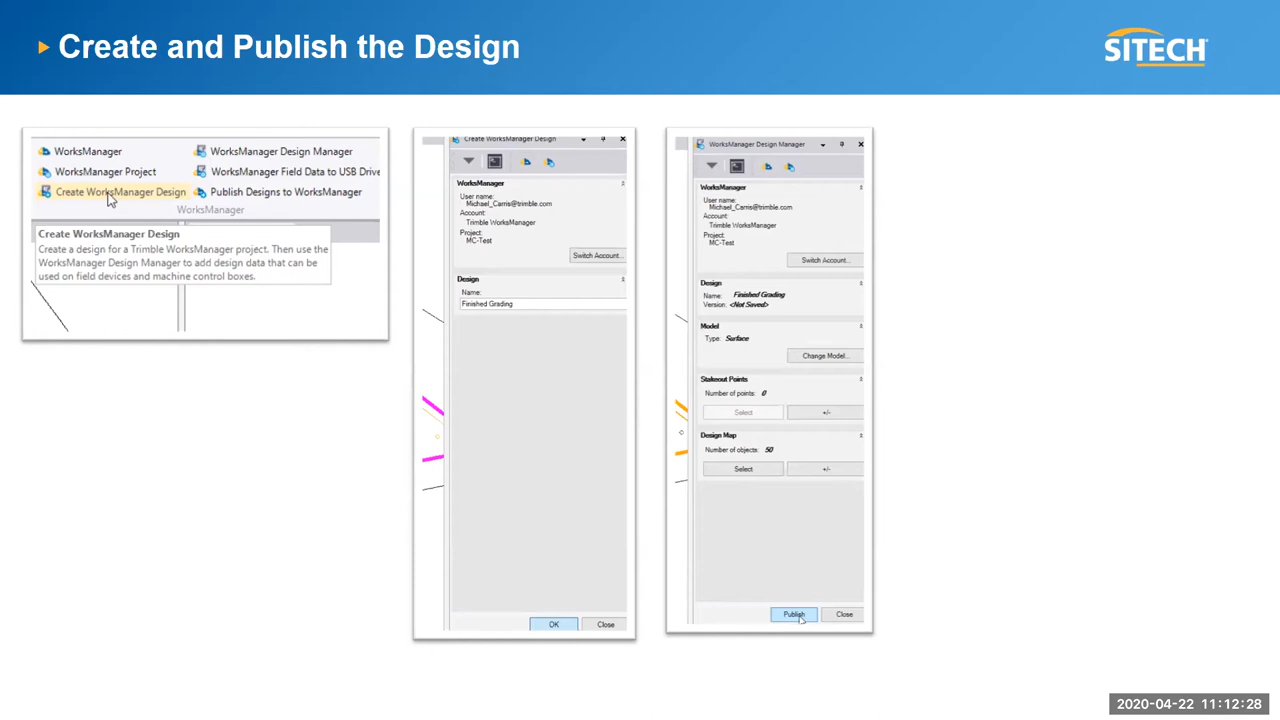 Create and Publish the Design
SITECH
WorksManager
WorksManager Design Manager
WorksManager Project
WorksManager Field Data to USB Drive
Create WorksManager Design
Publish Designs to WorksManager
WorksManager
Create WorksManager Design
Create a design for a Trimble WorksManager project. Then use the
WorksManager Design Manager to add design data that can be
used on field devices and machine control boxes.
Create WorksManager Design
WorksManager
User name:
Michael_Carris@trimble.com
Account:
Trimble WorksManager
Project:
MC-Test
Switch Account...
Design
Name:
Finished Grading
OK
Close
WorksManager Design Manager
WorksManager
User name:
Michael_Carris@trimble.com
Account:
Trimble WorksManager
Project:
MC-Test
Switch Account...
Design
Name: Finished Grading
Version: <Not Saved>
Model
Type: Surface
Change Model...
Stakeout Points
Number of points: 0
Select
+/-
Design Map
Number of objects: 50
Select
+/-
Publish
Close
2020-04-22 11:12:28